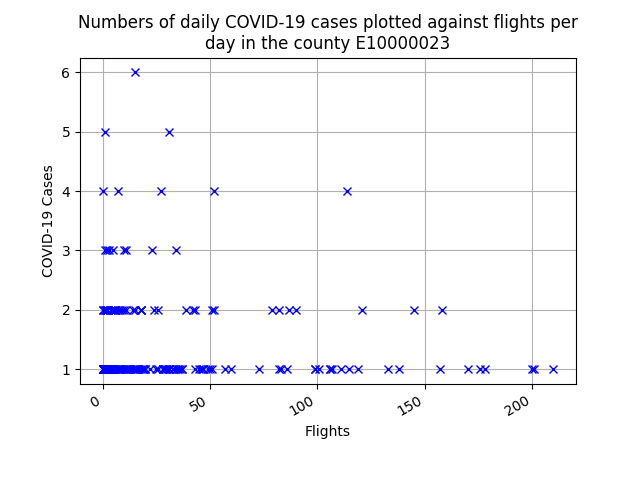 Numbers of daily COVID-19 cases plotted against flights per
day in the county E10000023
6
5
4
3
2
1
COVID-19 Cases
0
50
100
150
200
Flights